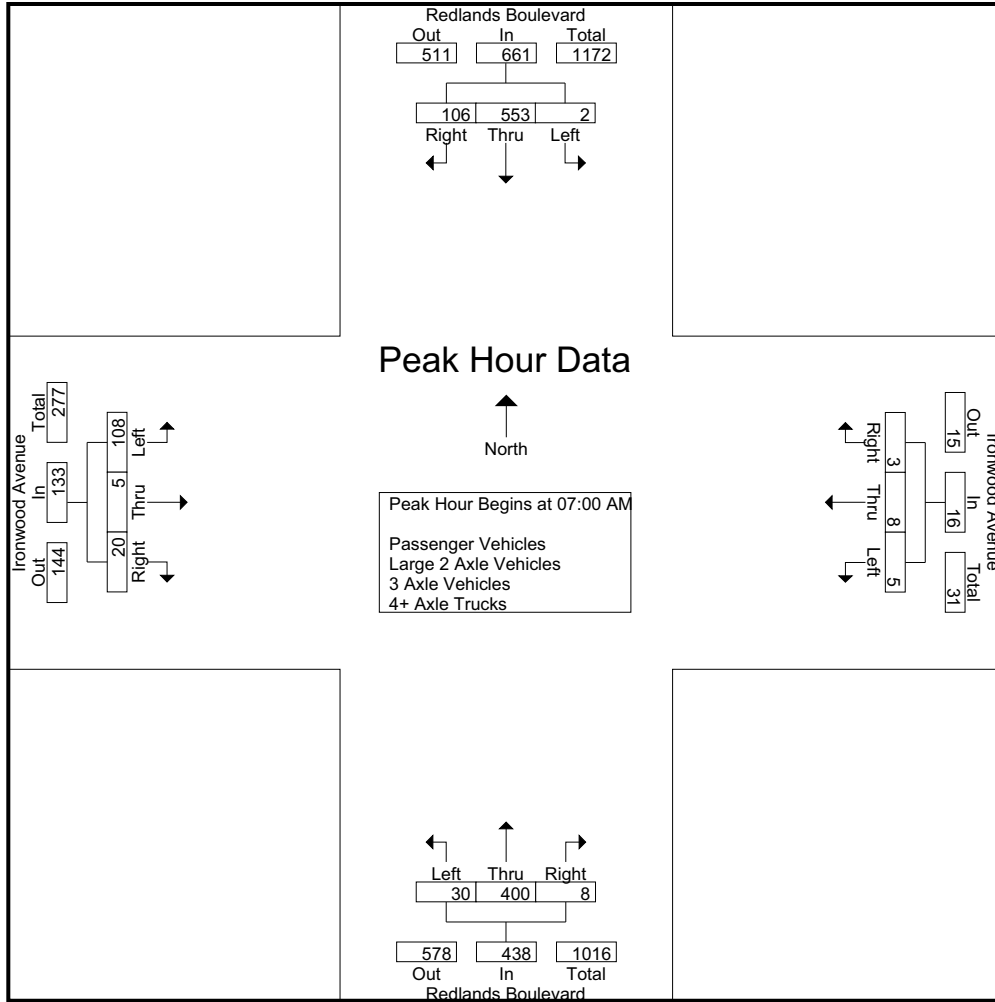 Redlands Boulevard
Out In Total
511 661 1172
106 553 2
Right Thru Left
Peak Hour Data
North
Peak Hour Begins at 07:00 AM
Passenger Vehicles
Large 2 Axle Vehicles
3 Axle Vehicles
4+ Axle Trucks
Ironwood Avenue
Total In Out
277 133 144
108 5 20
Left Thru Right
Ironwood Avenue
Out In Total
15 16 31
3 8 5
Right Thru Left
Left Thru Right
30 400 8
578 438 1016
Out In Total
Redlands Boulevard